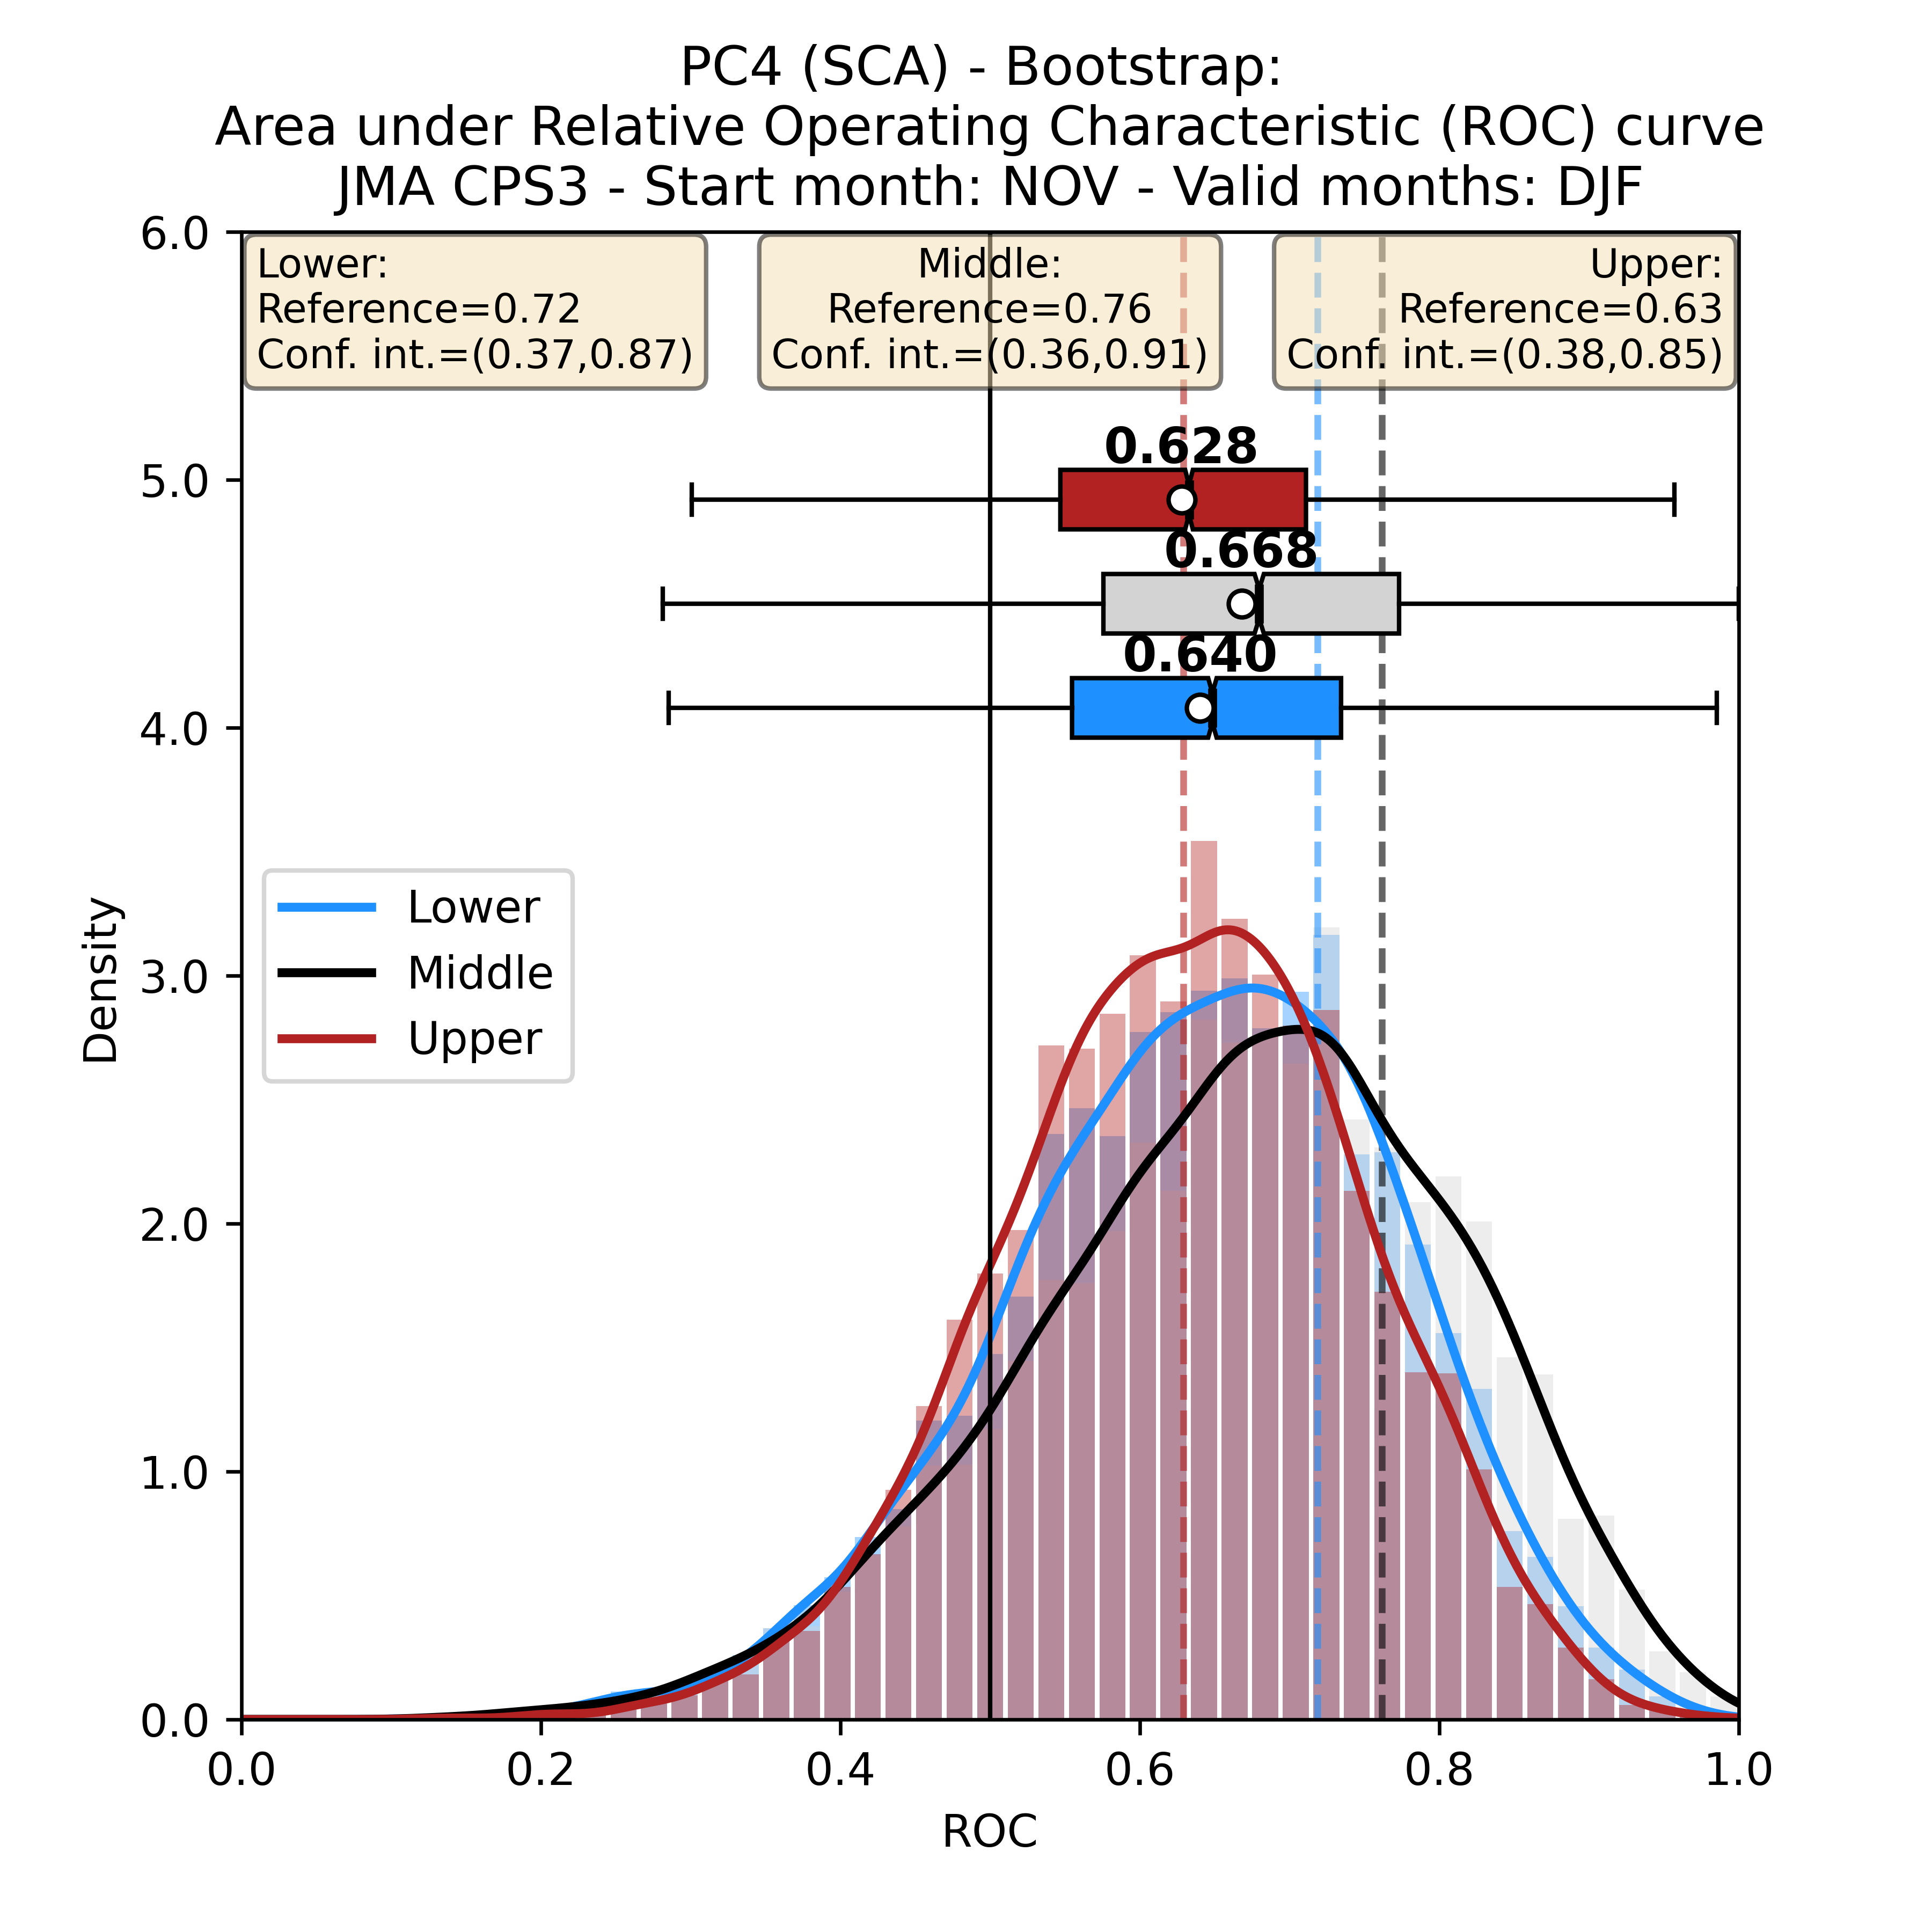 PC4 (SCA) - Bootstrap:
Area under Relative Operating Characteristic (ROC) curve
JMA CPS3 - Start month: NOV - Valid months: DJF
Lower:
Reference=0.72
Conf. int.=(0.37,0.87)
Middle:
Reference=0.76
Conf. int.=(0.36,0.91)
Upper:
Reference=0.63
Conf. int.=(0.38,0.85)
0.628
0.668
0.640
Lower
Middle
Upper
Density
6.0
5.0
4.0
3.0
2.0
1.0
0.0
0.0 0.2 0.4 0.6 0.8 1.0
ROC